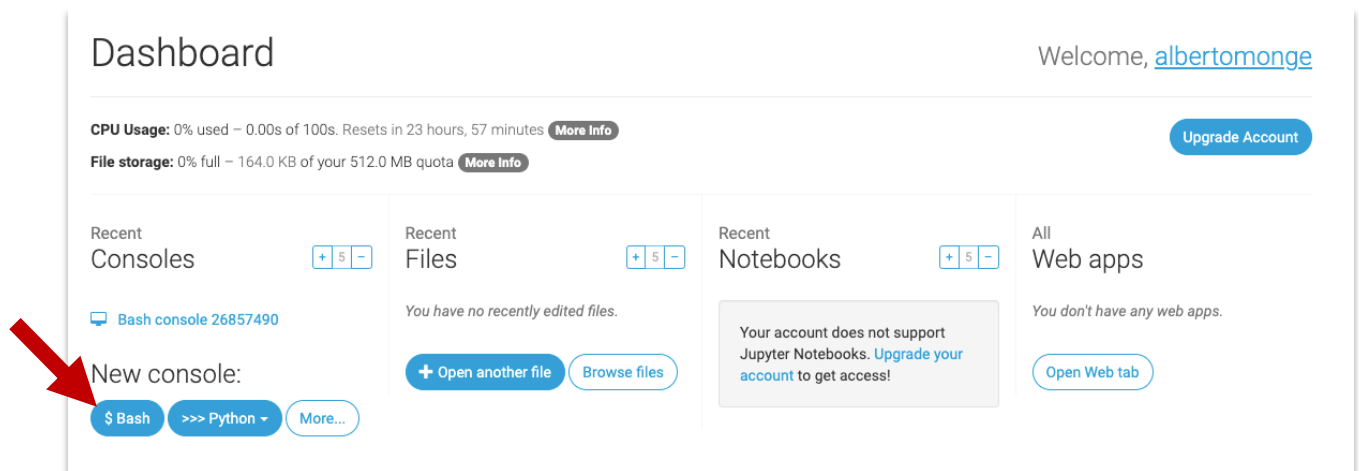 Dashboard
Welcome, albertomonge
CPU Usage: 0% used – 0.00s of 100s. Resets in 23 hours, 57 minutes More Info
File storage: 0% full – 164.0 KB of your 512.0 MB quota More Info
Upgrade Account
Recent
Consoles
+ 5 −
Bash console 26857490
New console:
$ Bash >>> Python More...
Recent
Files
+ 5 −
You have no recently edited files.
+ Open another file Browse files
Recent
Notebooks
+ 5 −
Your account does not support
Jupyter Notebooks. Upgrade your
account to get access!
All
Web apps
You don't have any web apps.
Open Web tab